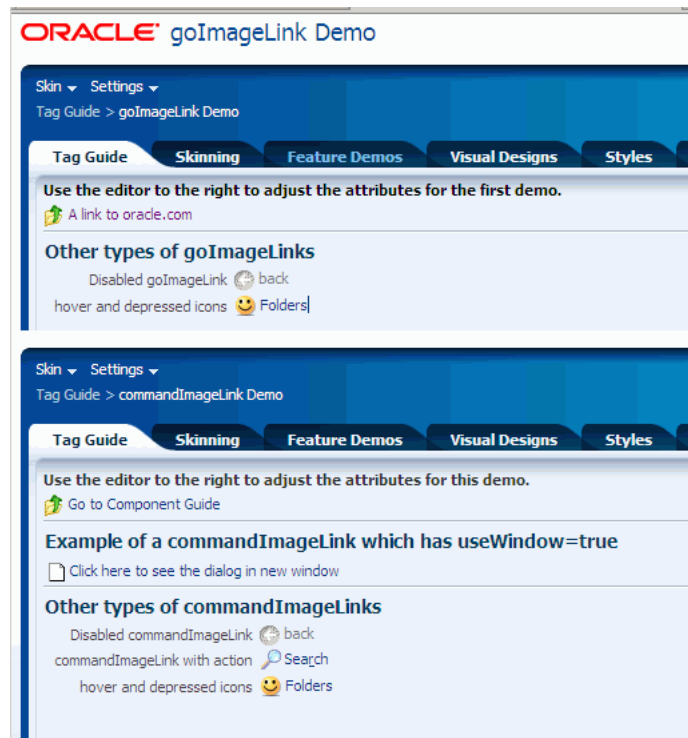 ORACLE goImageLink Demo
Skin Settings
Tag Guide > goImageLink Demo
Tag Guide Skinning Feature Demos Visual Designs Styles
Use the editor to the right to adjust the attributes for the first demo.
A link to oracle.com
Other types of goImageLinks
Disabled goImageLink back
hover and depressed icons Folders
Skin Settings
Tag Guide > commandImageLink Demo
Tag Guide Skinning Feature Demos Visual Designs Styles
Use the editor to the right to adjust the attributes for this demo.
Go to Component Guide
Example of a commandImageLink which has useWindow=true
Click here to see the dialog in new window
Other types of commandImageLinks
Disabled commandImageLink back
commandImageLink with action Search
hover and depressed icons Folders